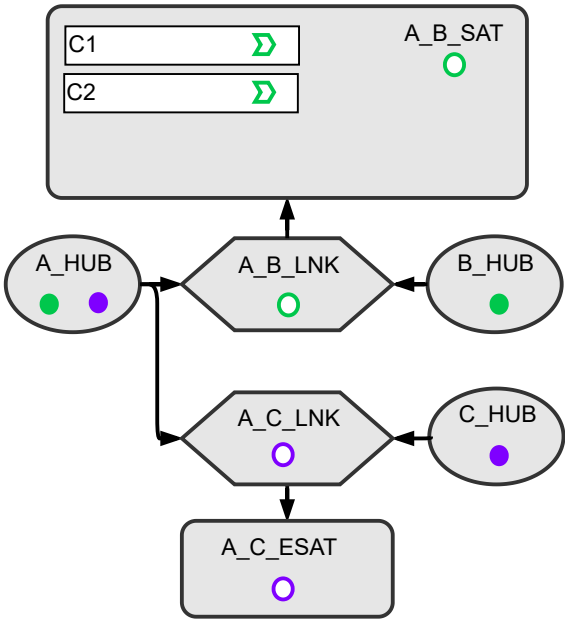 A_B_SAT
C1
C2
A_HUB
A_B_LNK
B_HUB
A_C_LNK
C_HUB
A_C_ESAT